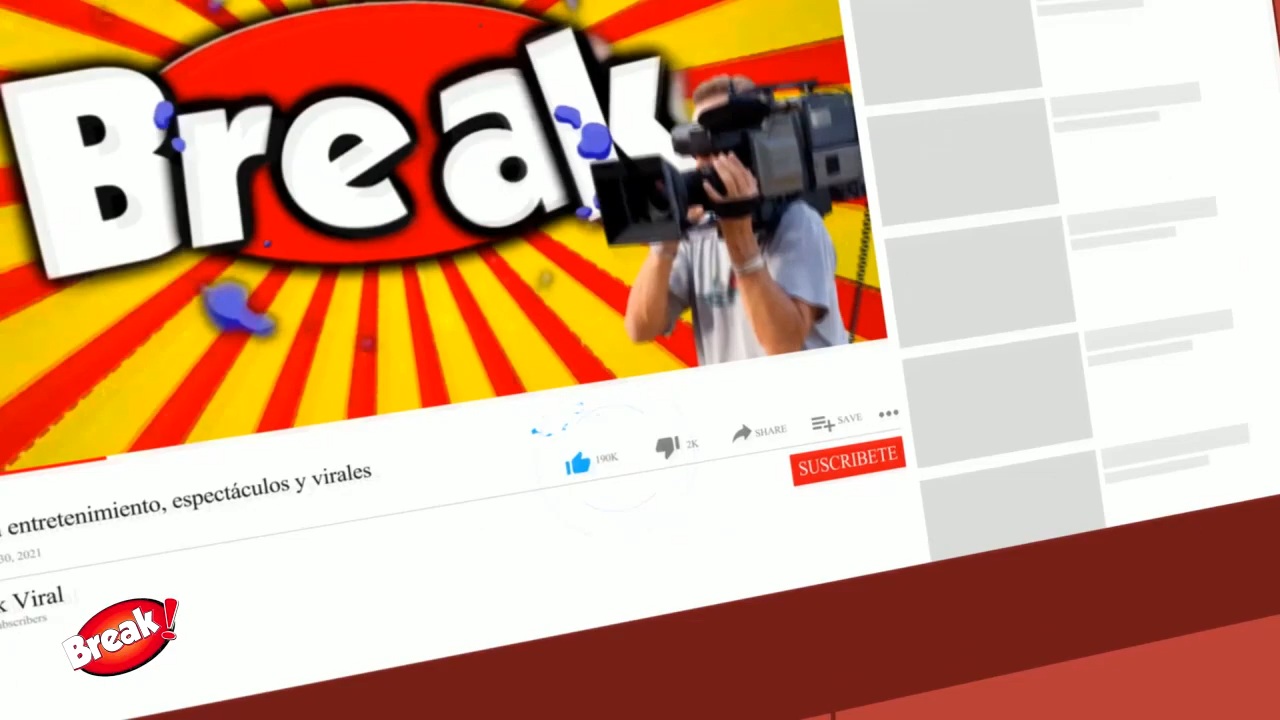 Break
entretenimiento, espectáculos y virales
190K
2K
SHARE
SAVE
SUSCRIBETE
30, 2021
Viral
Break!